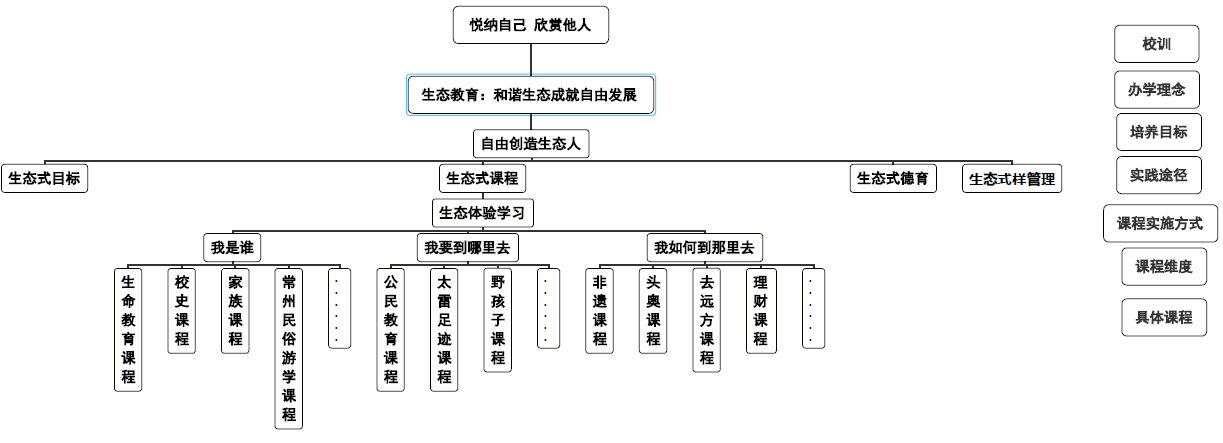 悦纳自己 欣赏他人
校训
生态教育：和谐生态成就自由发展
办学理念
自由创造生态人
培养目标
生态式目标
生态式课程
生态式德育
生态式样管理
实践途径
生态体验学习
课程实施方式
我是谁
我要到哪里去
我如何到那里去
课程维度
生命教育课程
校史课程
家族课程
常州民俗游学课程
······
公民教育课程
太雷足迹课程
野孩子课程
······
非遗课程
头奥课程
去远方课程
理财课程
······
具体课程